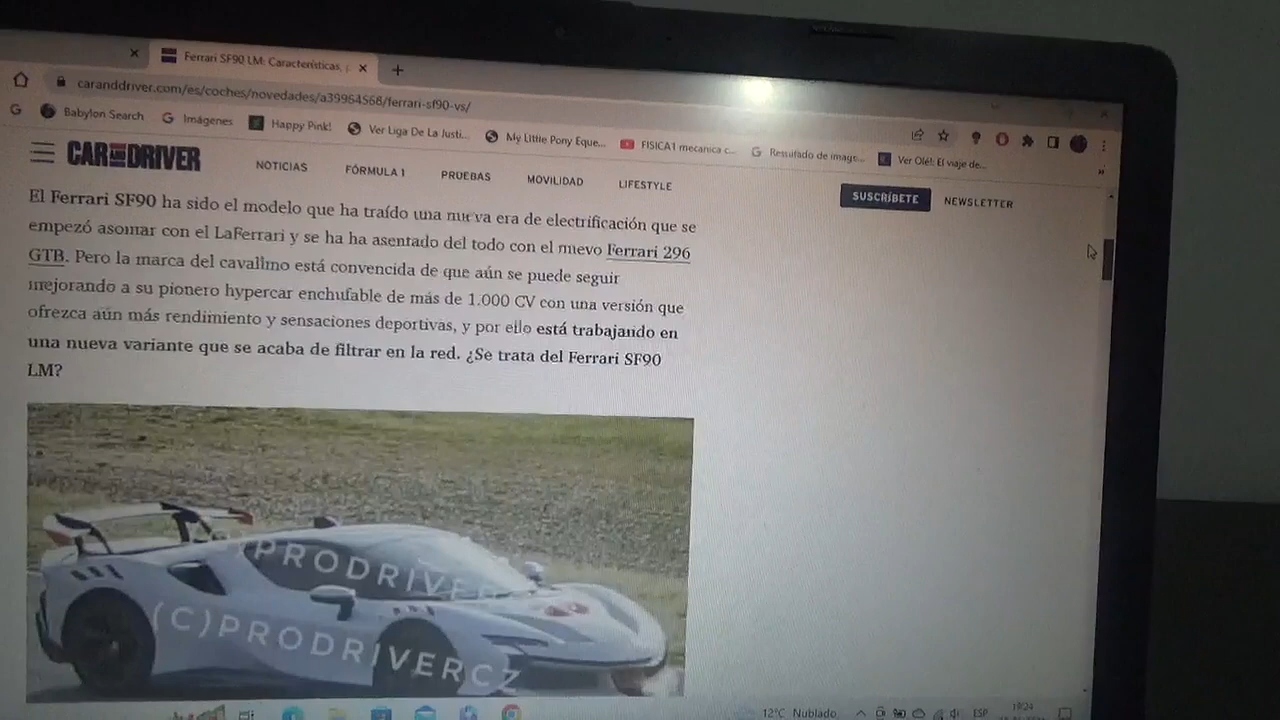 Ferrari SF90 LM: Características,
caranddriver.com/es/coches/novedades/a39964568/ferrari-sf90-vs/
Babylon Search
Imágenes
Happy Pink!
Ver Liga De La Justi...
My Little Pony Eque...
FISICA1 mecanica c...
Resultado de image...
Ver Olé!: El viaje de...
CAR AND DRIVER
NOTICIAS
FÓRMULA 1
PRUEBAS
MOVILIDAD
LIFESTYLE
SUSCRÍBETE
NEWSLETTER
El Ferrari SF90 ha sido el modelo que ha traído una nueva era de electrificación que se
empezó asomar con el LaFerrari y se ha ha asentado del todo con el nuevo Ferrari 296
GTB. Pero la marca del cavallino está convencida de que aún se puede seguir
mejorando a su pionero hypercar enchufable de más de 1.000 CV con una versión que
ofrezca aún más rendimiento y sensaciones deportivas, y por ello está trabajando en
una nueva variante que se acaba de filtrar en la red. ¿Se trata del Ferrari SF90
LM?
PRODRIVE
(C)PRODRIVERCZ
12°C Nublado
ESP